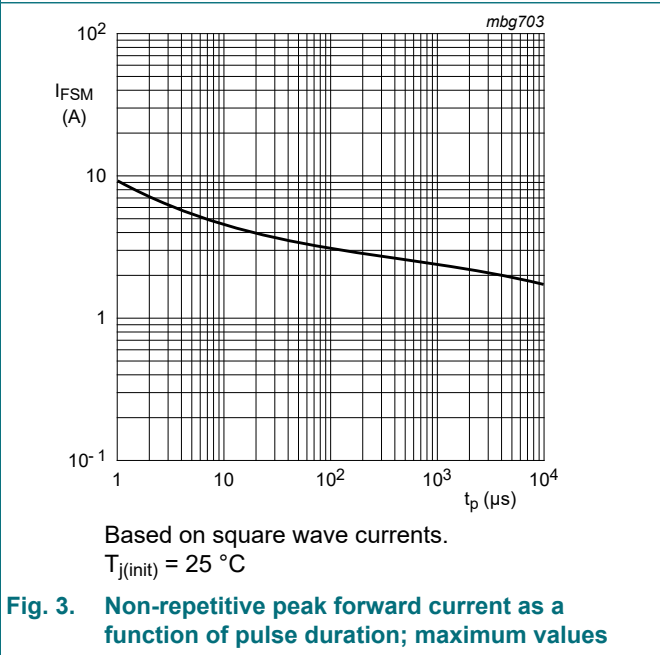 mbg703
10²
I_FSM
(A)
10
1
10⁻¹
1
10
10²
10³
10⁴
t_p (μs)
Based on square wave currents.
T_j(init) = 25 °C
Fig. 3. Non-repetitive peak forward current as a
function of pulse duration; maximum values